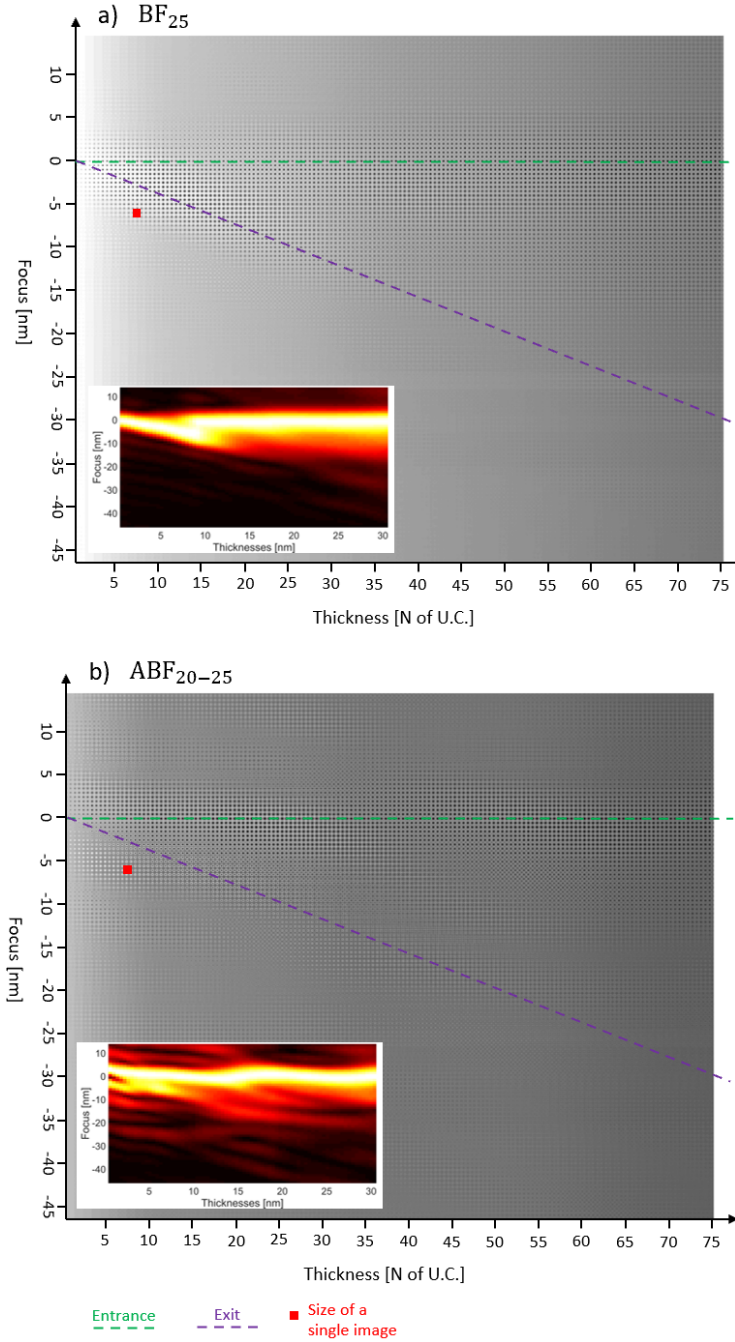 a) BF25
10
5
0
-5
-10
-15
-20
-25
-30
-35
-40
-45
Focus [nm]
10
0
-10
-20
-30
-40
Focus [nm]
5 10 15 20 25 30
Thicknesses [nm]
5 10 15 20 25 30 35 40 45 50 55 60 65 70 75
Thickness [N of U.C.]
b) ABF20−25
10
5
0
-5
-10
-15
-20
-25
-30
-35
-40
-45
Focus [nm]
10
0
-10
-20
-30
-40
Focus [nm]
5 10 15 20 25 30
Thicknesses [nm]
5 10 15 20 25 30 35 40 45 50 55 60 65 70 75
Thickness [N of U.C.]
Entrance
Exit
Size of a
single image